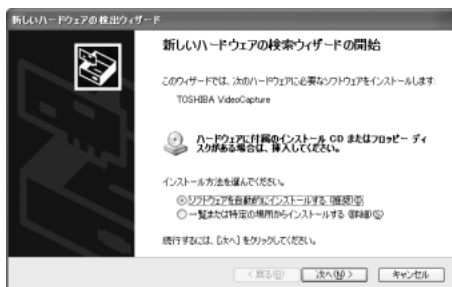 新しいハードウェアの検出ウィザード
新しいハードウェアの検索ウィザードの開始
このウィザードでは、次のハードウェアに必要なソフトウェアをインストールします:
TOSHIBA VideoCapture
ハードウェアに付属のインストール CD またはフロッピー ディ
スクがある場合は、挿入してください。
インストール方法を選んでください。
ソフトウェアを自動的にインストールする (推奨)(I)
一覧または特定の場所からインストールする (詳細)(S)
続行するには、[次へ] をクリックしてください。
< 戻る(B) 次へ(N) > キャンセル